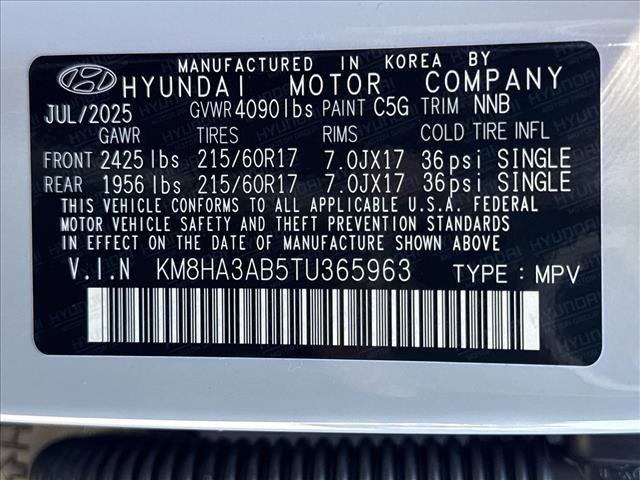 MANUFACTURED IN KOREA BY
HYUNDAI MOTOR COMPANY
JUL/2025 GVWR 4090lbs PAINT C5G TRIM NNB
GAWR TIRES RIMS COLD TIRE INFL
FRONT 2425 lbs 215/60R17 7.0JX17 36 psi SINGLE
REAR 1956 lbs 215/60R17 7.0JX17 36 psi SINGLE
THIS VEHICLE CONFORMS TO ALL APPLICABLE U.S.A. FEDERAL
MOTOR VEHICLE SAFETY AND THEFT PREVENTION STANDARDS
IN EFFECT ON THE DATE OF MANUFACTURE SHOWN ABOVE
V.I.N KM8HA3AB5TU365963 TYPE : MPV